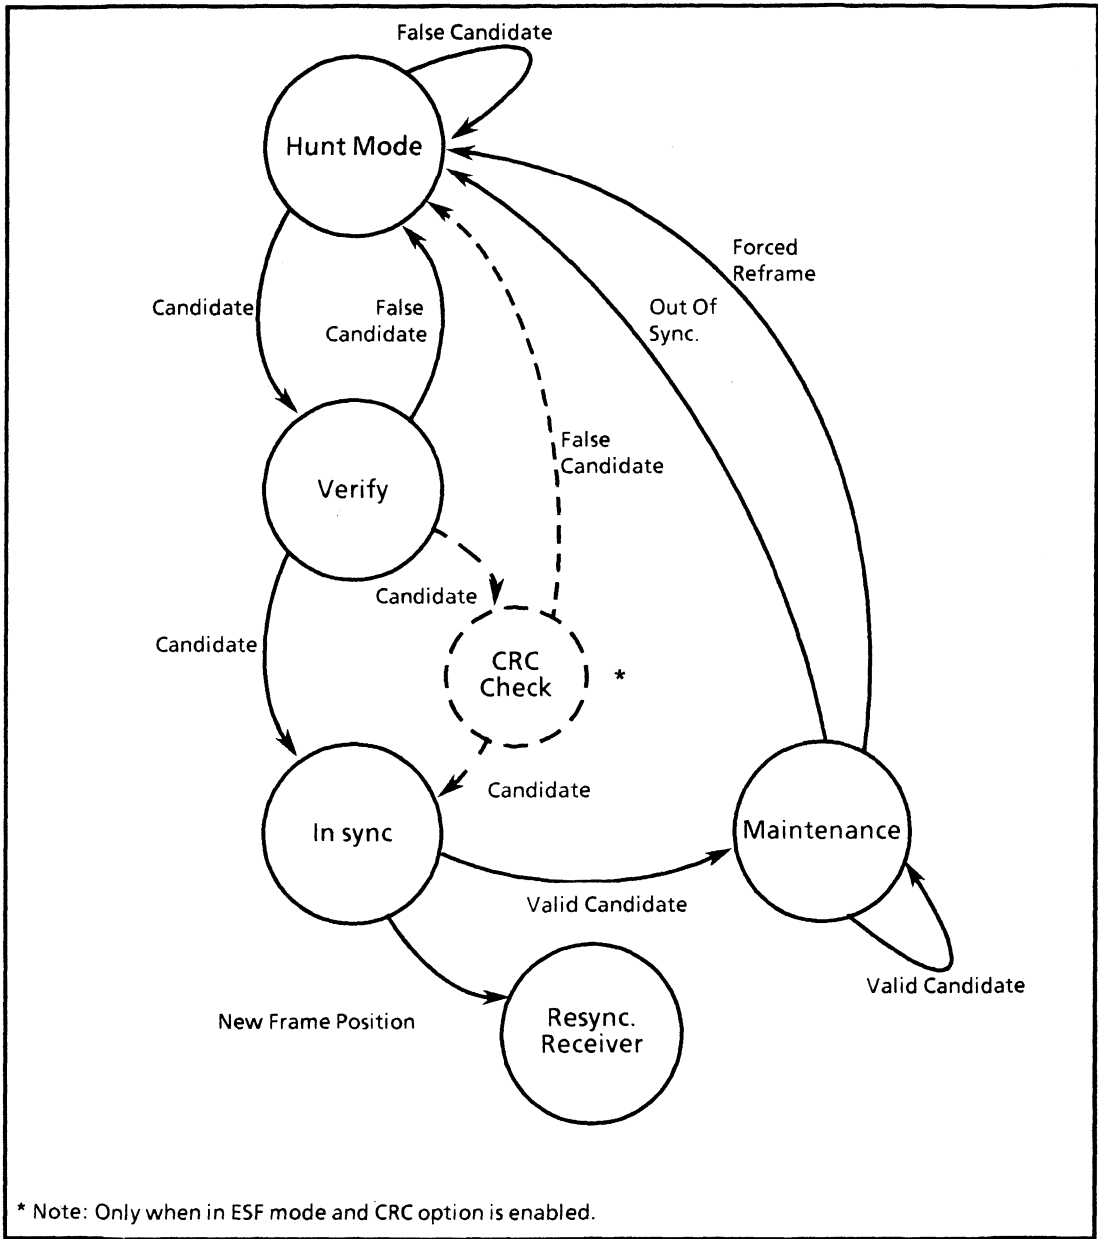 False Candidate
Hunt Mode
Forced
Reframe
Out Of
Sync.
Candidate
False
Candidate
False
Candidate
Verify
Candidate
Candidate
CRC
Check
*
Candidate
In sync
Maintenance
Valid Candidate
Valid Candidate
New Frame Position
Resync.
Receiver
* Note: Only when in ESF mode and CRC option is enabled.